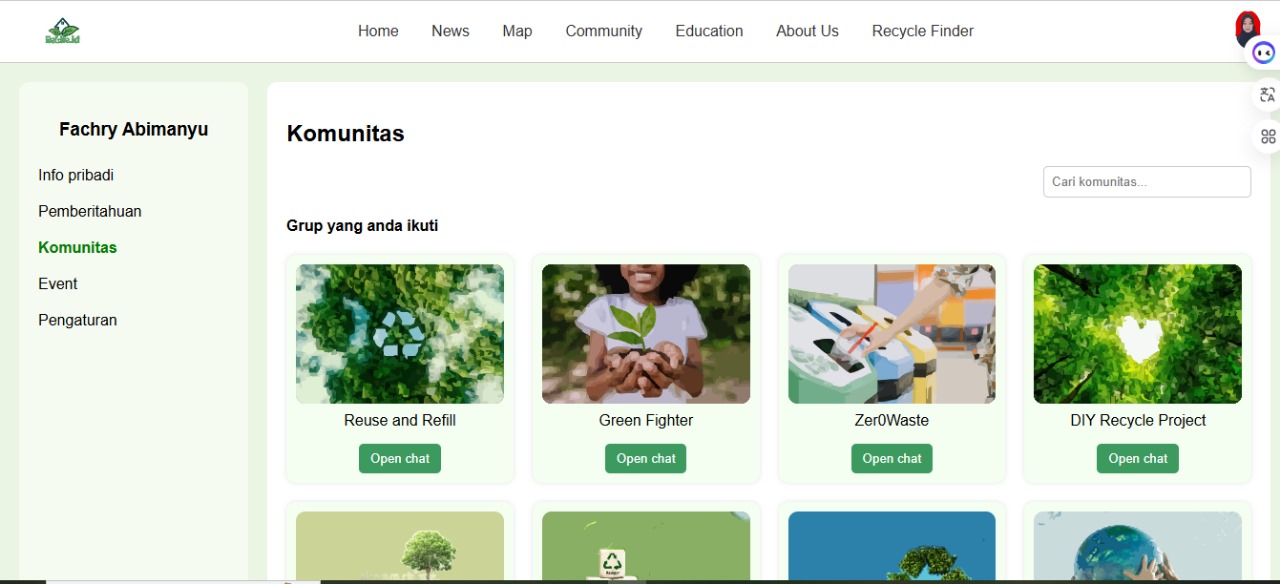 Home News Map Community Education About Us Recycle Finder
Fachry Abimanyu
Info pribadi
Pemberitahuan
Komunitas
Event
Pengaturan
Komunitas
Cari komunitas...
Grup yang anda ikuti
Reuse and Refill
Open chat
Green Fighter
Open chat
Zer0Waste
Open chat
DIY Recycle Project
Open chat